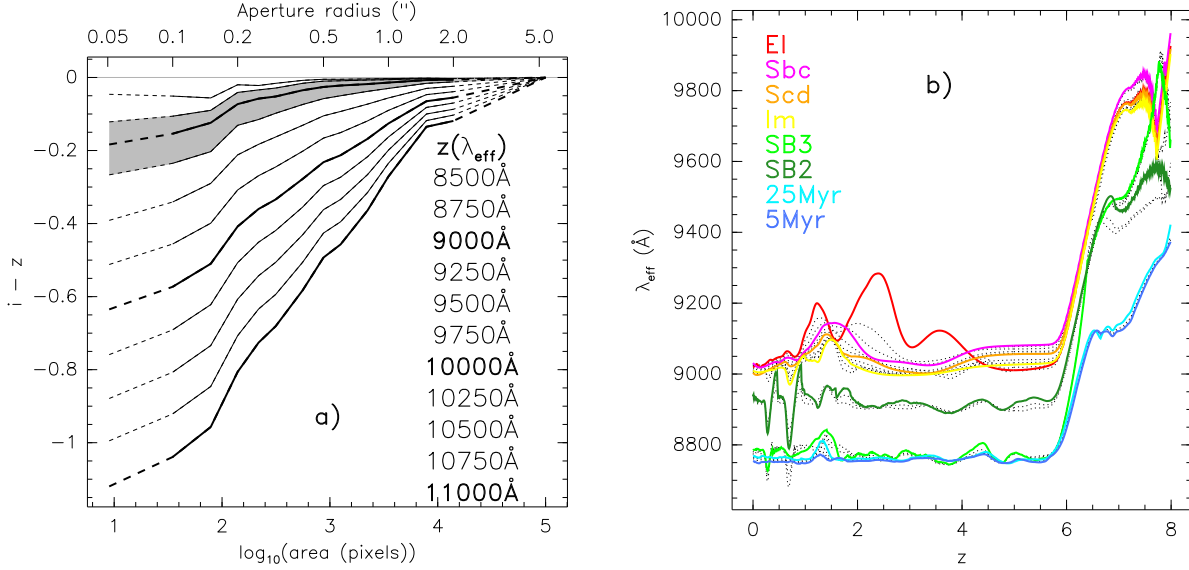 Aperture radius (")
0.05 0.1 0.2 0.5 1.0 2.0 5.0
0
−0.2
−0.4
−0.6
−0.8
−1
i − z
z(λeff)
8500Å
8750Å
9000Å
9250Å
9500Å
9750Å
10000Å
10250Å
10500Å
10750Å
11000Å
a)
1 2 3 4 5
log10(area (pixels))
10000
9800
9600
9400
9200
9000
8800
λeff (Å)
El
Sbc
Scd
Im
SB3
SB2
25Myr
5Myr
b)
0 2 4 6 8
z